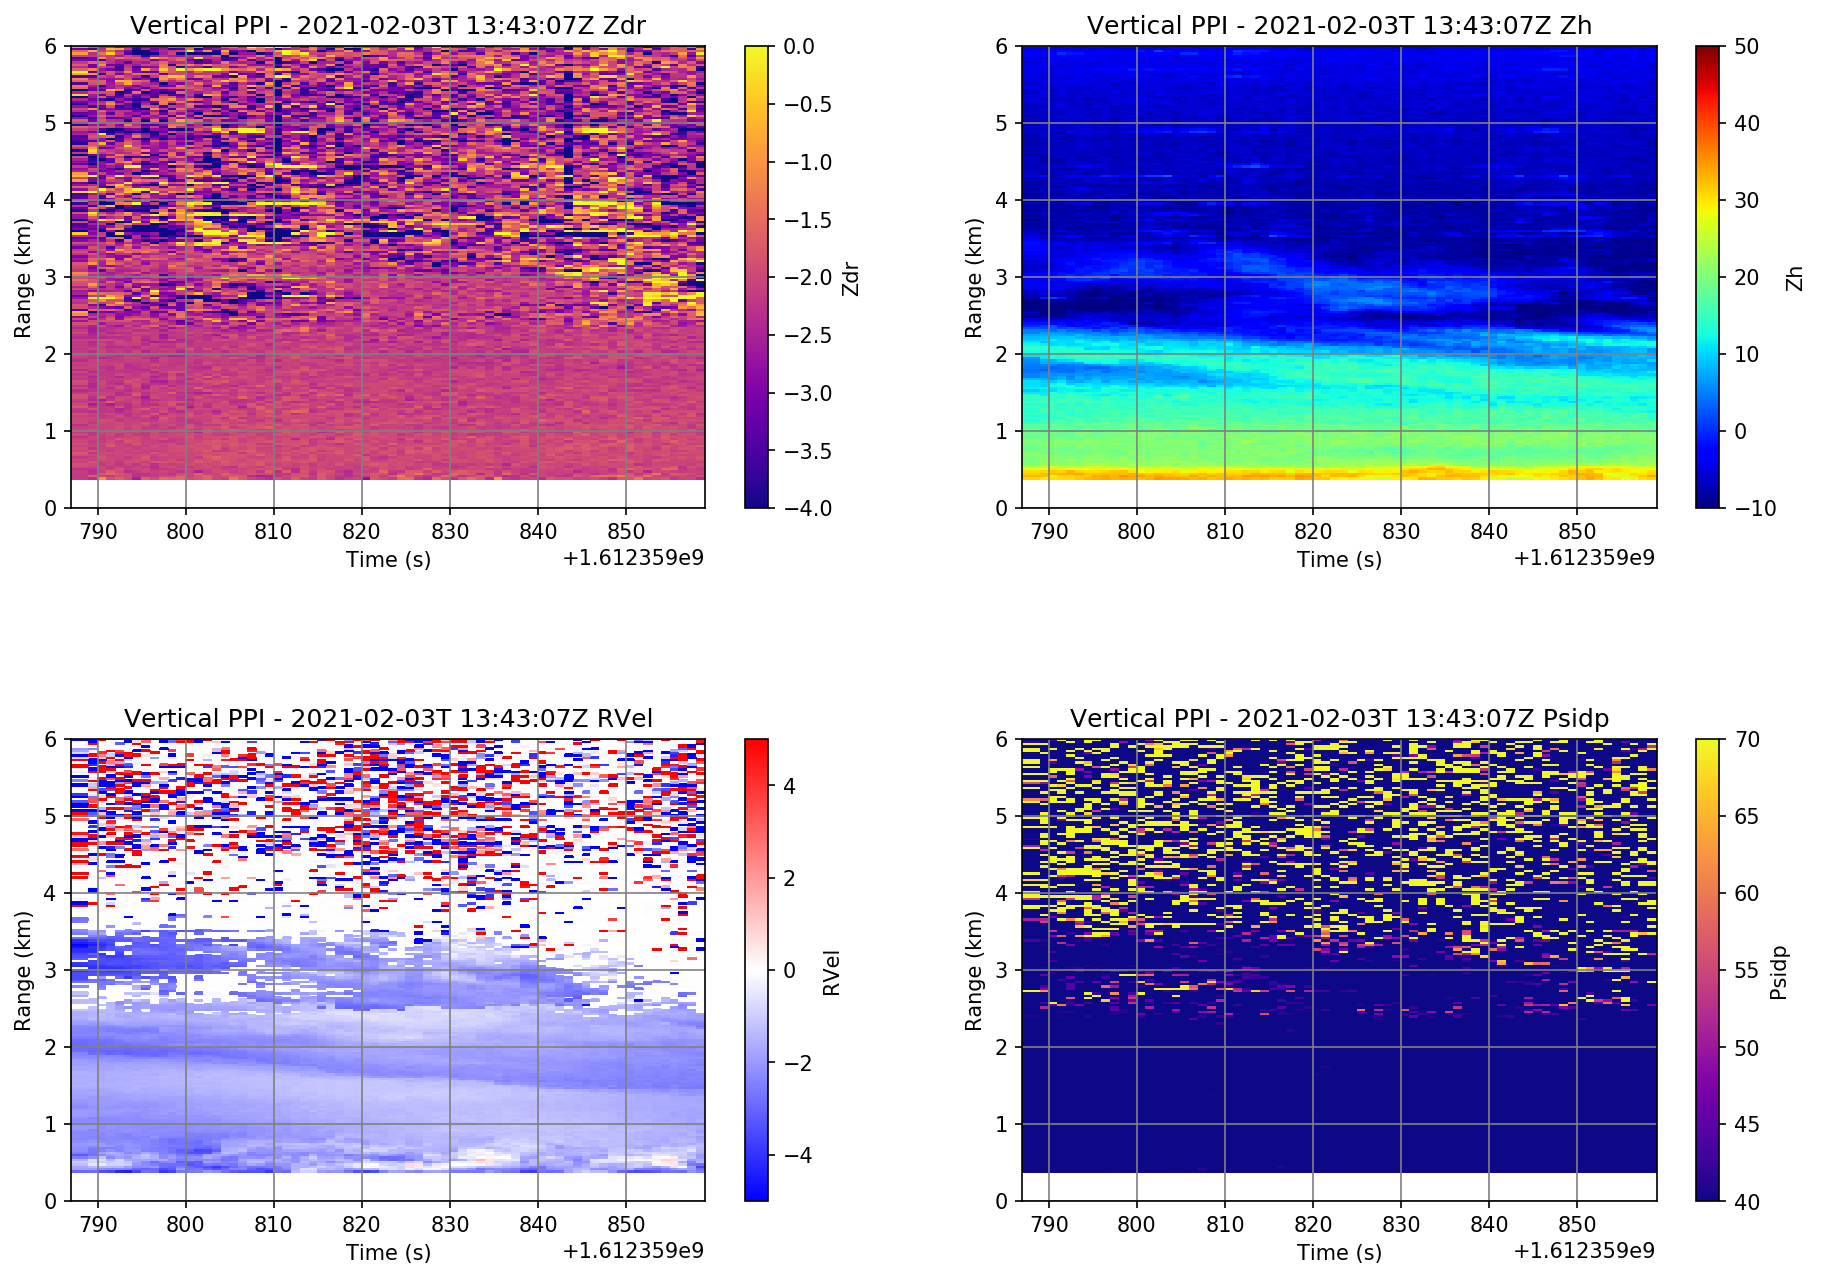 Vertical PPI - 2021-02-03T 13:43:07Z Zdr
6
5
4
3
2
1
0
Range (km)
790 800 810 820 830 840 850
Time (s)
+1.612359e9
0.0
−0.5
−1.0
−1.5
−2.0
−2.5
−3.0
−3.5
−4.0
Zdr
Vertical PPI - 2021-02-03T 13:43:07Z Zh
6
5
4
3
2
1
0
Range (km)
790 800 810 820 830 840 850
Time (s)
+1.612359e9
50
40
30
20
10
0
−10
Zh
Vertical PPI - 2021-02-03T 13:43:07Z RVel
6
5
4
3
2
1
0
Range (km)
790 800 810 820 830 840 850
Time (s)
+1.612359e9
4
2
0
−2
−4
RVel
Vertical PPI - 2021-02-03T 13:43:07Z Psidp
6
5
4
3
2
1
0
Range (km)
790 800 810 820 830 840 850
Time (s)
+1.612359e9
70
65
60
55
50
45
40
Psidp